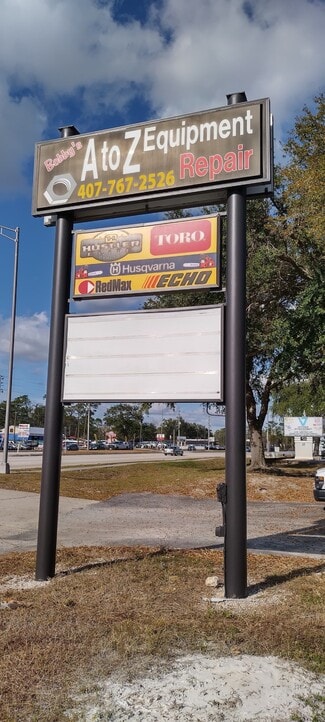 Bobby's
A to Z Equipment
Repair
407-767-2526
HUSTLER
TORO
Husqvarna
RedMax
ECHO